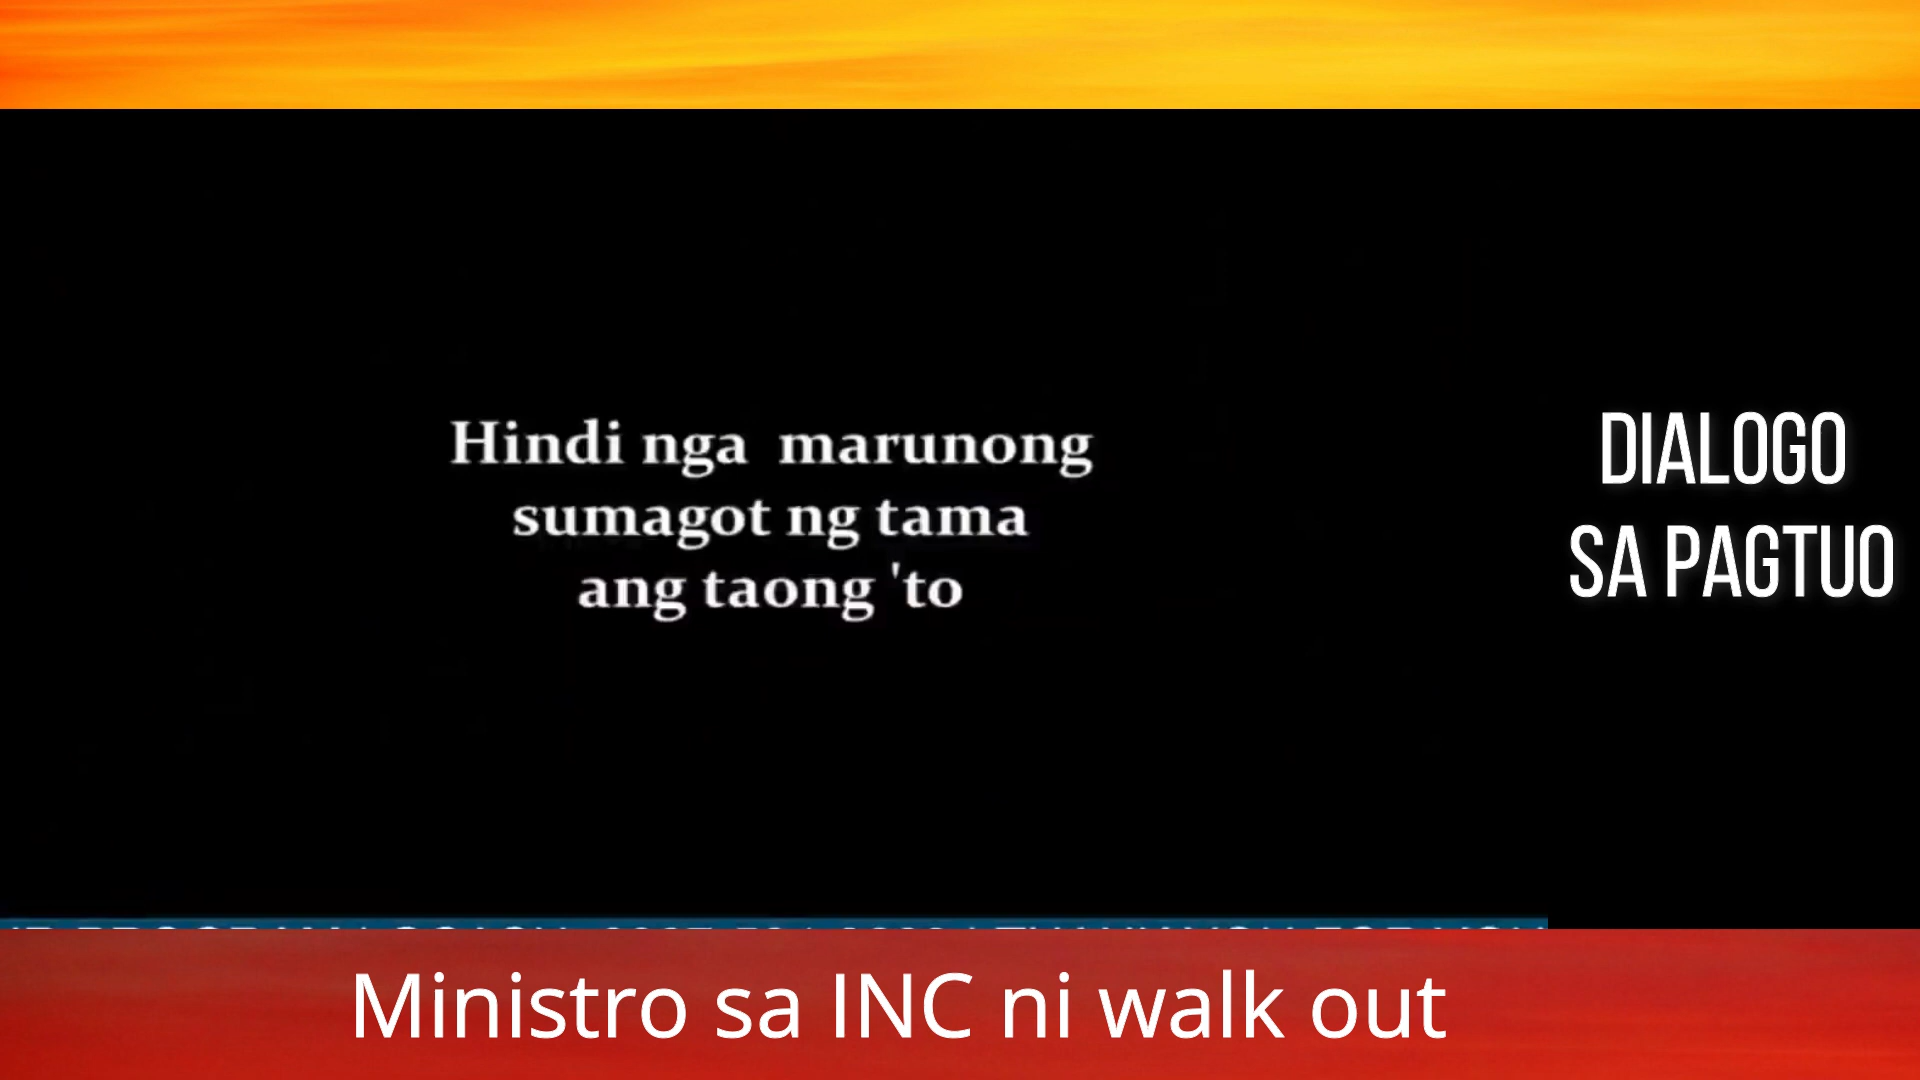 Hindi nga marunong
sumagot ng tama
ang taong 'to
DIALOGO
SA PAGTUO
Ministro sa INC ni walk out